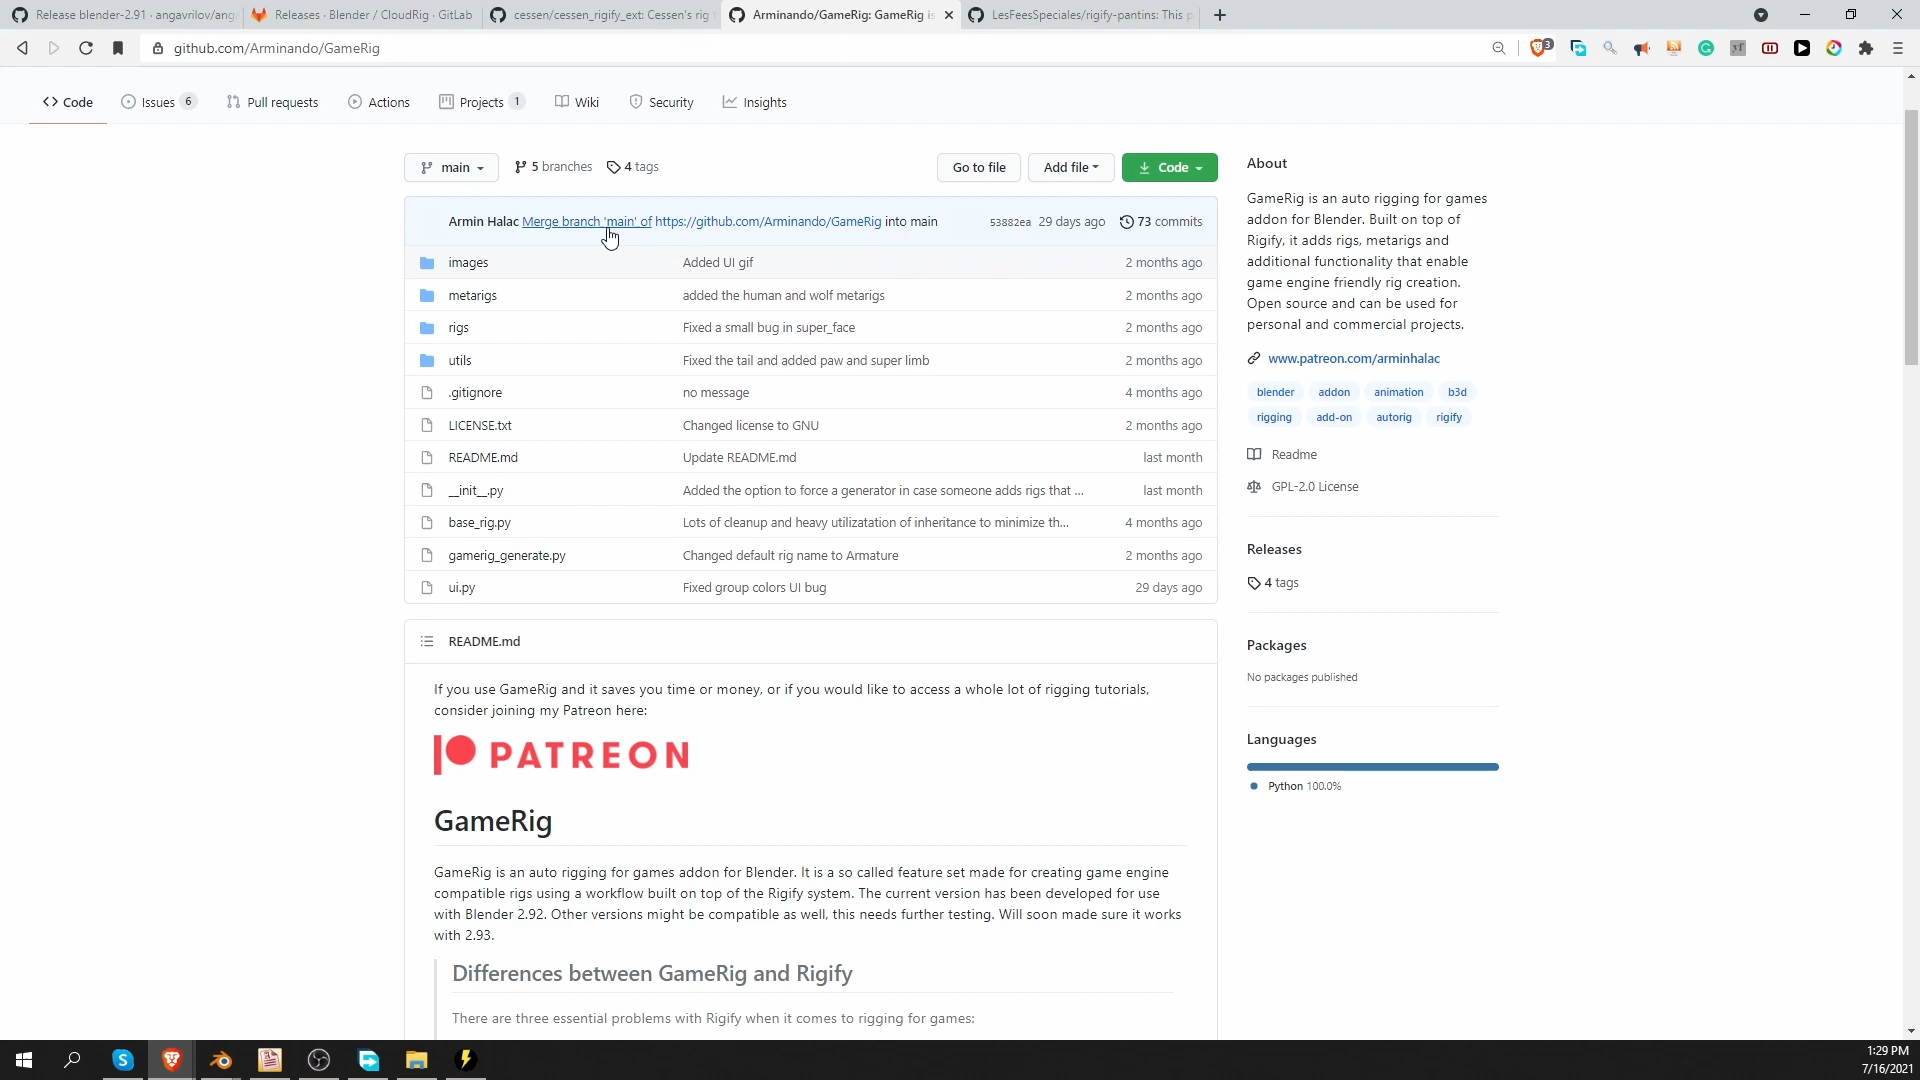 Release blender-2.91 · angavrilov/ang
Releases · Blender / CloudRig · GitLab
cessen/cessen_rigify_ext: Cessen's rig
Arminando/GameRig: GameRig is
LesFeesSpeciales/rigify-pantins: This p
github.com/Arminando/GameRig
3
Code
Issues 6
Pull requests
Actions
Projects 1
Wiki
Security
Insights
main
5 branches
4 tags
Go to file
Add file
Code
Armin Halac Merge branch 'main' of https://github.com/Arminando/GameRig into main
53882ea 29 days ago
73 commits
images Added UI gif 2 months ago
metarigs added the human and wolf metarigs 2 months ago
rigs Fixed a small bug in super_face 2 months ago
utils Fixed the tail and added paw and super limb 2 months ago
.gitignore no message 4 months ago
LICENSE.txt Changed license to GNU 2 months ago
README.md Update README.md last month
__init__.py Added the option to force a generator in case someone adds rigs that ... last month
base_rig.py Lots of cleanup and heavy utilizatation of inheritance to minimize th... 4 months ago
gamerig_generate.py Changed default rig name to Armature 2 months ago
ui.py Fixed group colors UI bug 29 days ago
README.md
If you use GameRig and it saves you time or money, or if you would like to access a whole lot of rigging tutorials,
consider joining my Patreon here:
PATREON
GameRig
GameRig is an auto rigging for games addon for Blender. It is a so called feature set made for creating game engine
compatible rigs using a workflow built on top of the Rigify system. The current version has been developed for use
with Blender 2.92. Other versions might be compatible as well, this needs further testing. Will soon made sure it works
with 2.93.
Differences between GameRig and Rigify
There are three essential problems with Rigify when it comes to rigging for games:
About
GameRig is an auto rigging for games
addon for Blender. Built on top of
Rigify, it adds rigs, metarigs and
additional functionality that enable
game engine friendly rig creation.
Open source and can be used for
personal and commercial projects.
www.patreon.com/arminhalac
blender addon animation b3d
rigging add-on autorig rigify
Readme
GPL-2.0 License
Releases
4 tags
Packages
No packages published
Languages
Python 100.0%
1:29 PM
7/16/2021